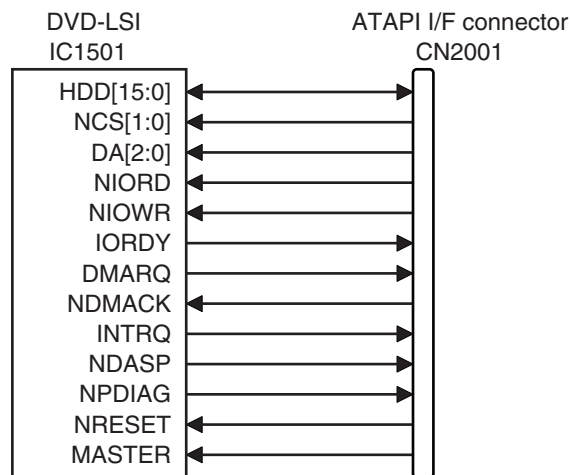 DVD-LSI
IC1501
ATAPI I/F connector
CN2001
HDD[15:0]
NCS[1:0]
DA[2:0]
NIORD
NIOWR
IORDY
DMARQ
NDMACK
INTRQ
NDASP
NPDIAG
NRESET
MASTER